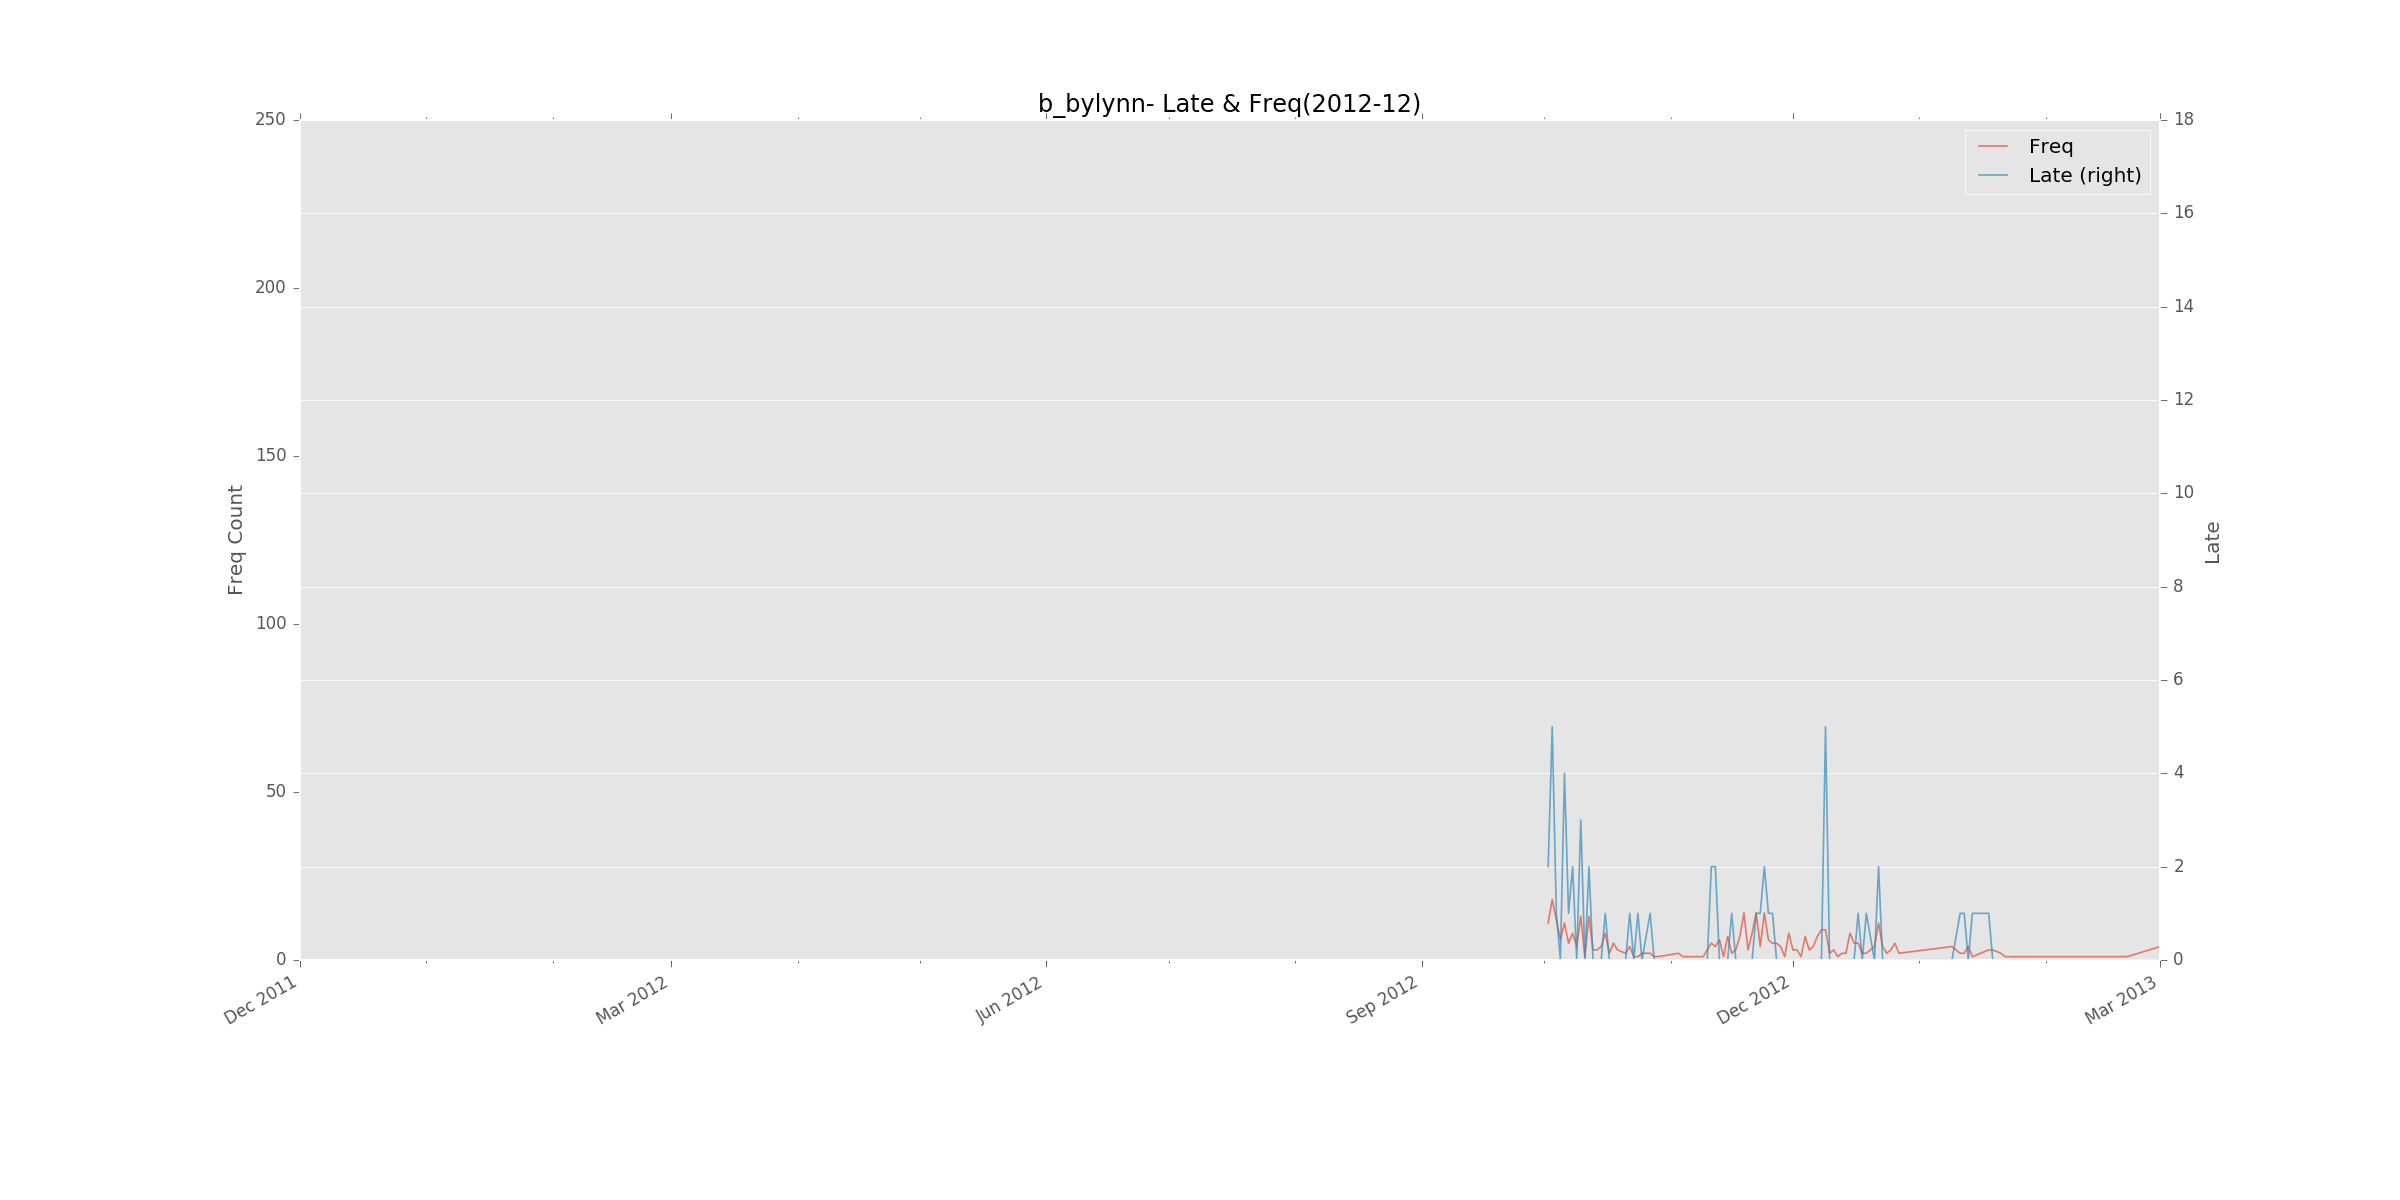 b_bylynn- Late & Freq(2012-12)
250
200
150
100
50
0
Freq Count
18
16
14
12
10
8
6
4
2
0
Late
Freq
Late (right)
Dec 2011
Mar 2012
Jun 2012
Sep 2012
Dec 2012
Mar 2013